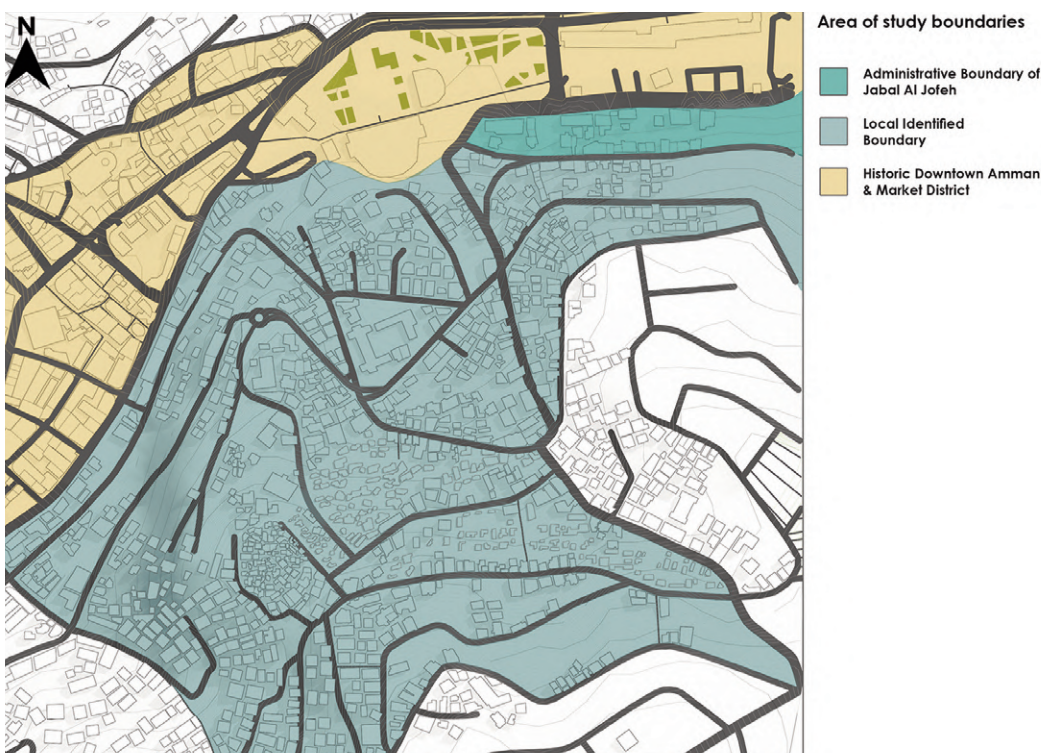 N
Area of study boundaries
Administrative Boundary of
Jabal Al Jofeh
Local Identified
Boundary
Historic Downtown Amman
& Market District